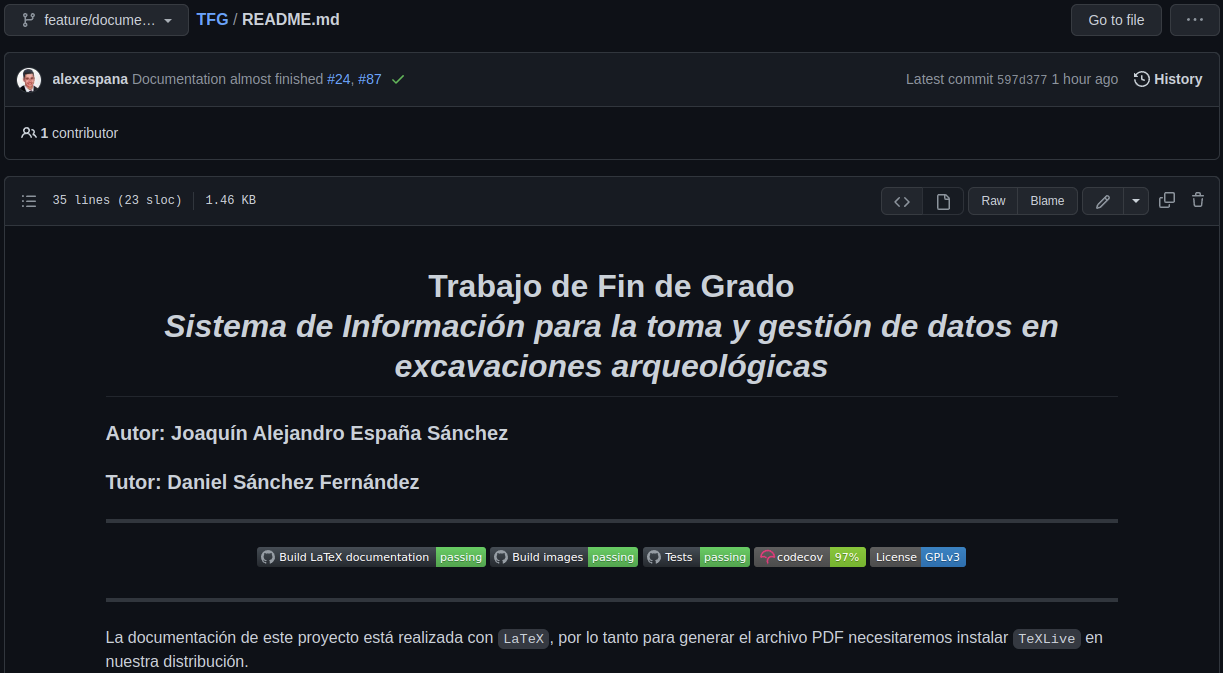 feature/docume…
TFG / README.md
Go to file
alexespana Documentation almost finished #24, #87
Latest commit 597d377 1 hour ago
History
1 contributor
35 lines (23 sloc)
1.46 KB
Raw
Blame
Trabajo de Fin de Grado
Sistema de Información para la toma y gestión de datos en
excavaciones arqueológicas
Autor: Joaquín Alejandro España Sánchez
Tutor: Daniel Sánchez Fernández
Build LaTeX documentation passing Build images passing Tests passing codecov 97% License GPLv3
La documentación de este proyecto está realizada con LaTeX, por lo tanto para generar el archivo PDF necesitaremos instalar TeXLive en
nuestra distribución.